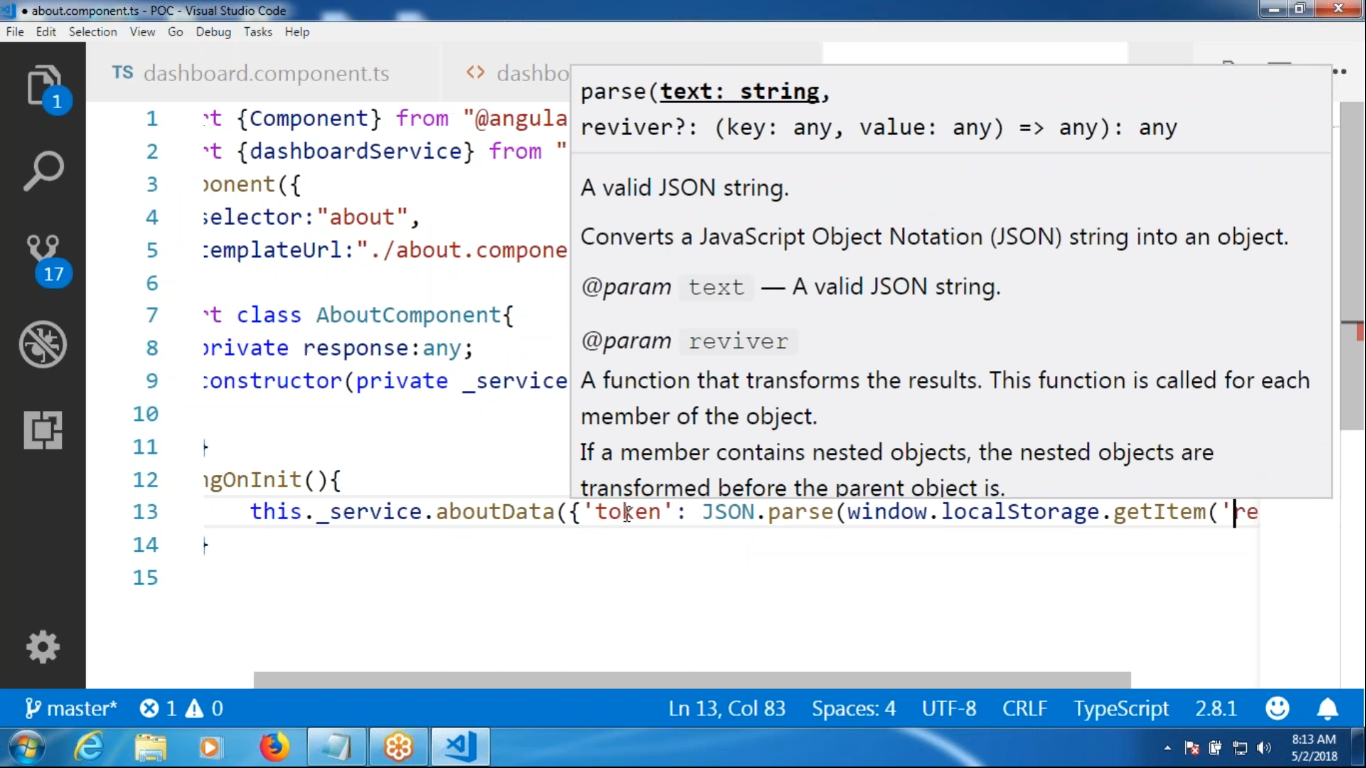 about.component.ts - POC - Visual Studio Code
File Edit Selection View Go Debug Tasks Help
TS dashboard.component.ts <> dashbo
1 rt {Component} from "@angula
2 rt {dashboardService} from "
3 ponent({
4 selector:"about",
5 templateUrl:"./about.compone
6
7 rt class AboutComponent{
8 private response:any;
9 constructor(private _service
10
11 }
12 ngOnInit(){
13 this._service.aboutData({'token': JSON.parse(window.localStorage.getItem('re
14 }
15
parse(text: string,
reviver?: (key: any, value: any) => any): any
A valid JSON string.
Converts a JavaScript Object Notation (JSON) string into an object.
@param text — A valid JSON string.
@param reviver
A function that transforms the results. This function is called for each
member of the object.
If a member contains nested objects, the nested objects are
transformed before the parent object is.
1
17
master* 1 0 Ln 13, Col 83 Spaces: 4 UTF-8 CRLF TypeScript 2.8.1
8:13 AM
5/2/2018